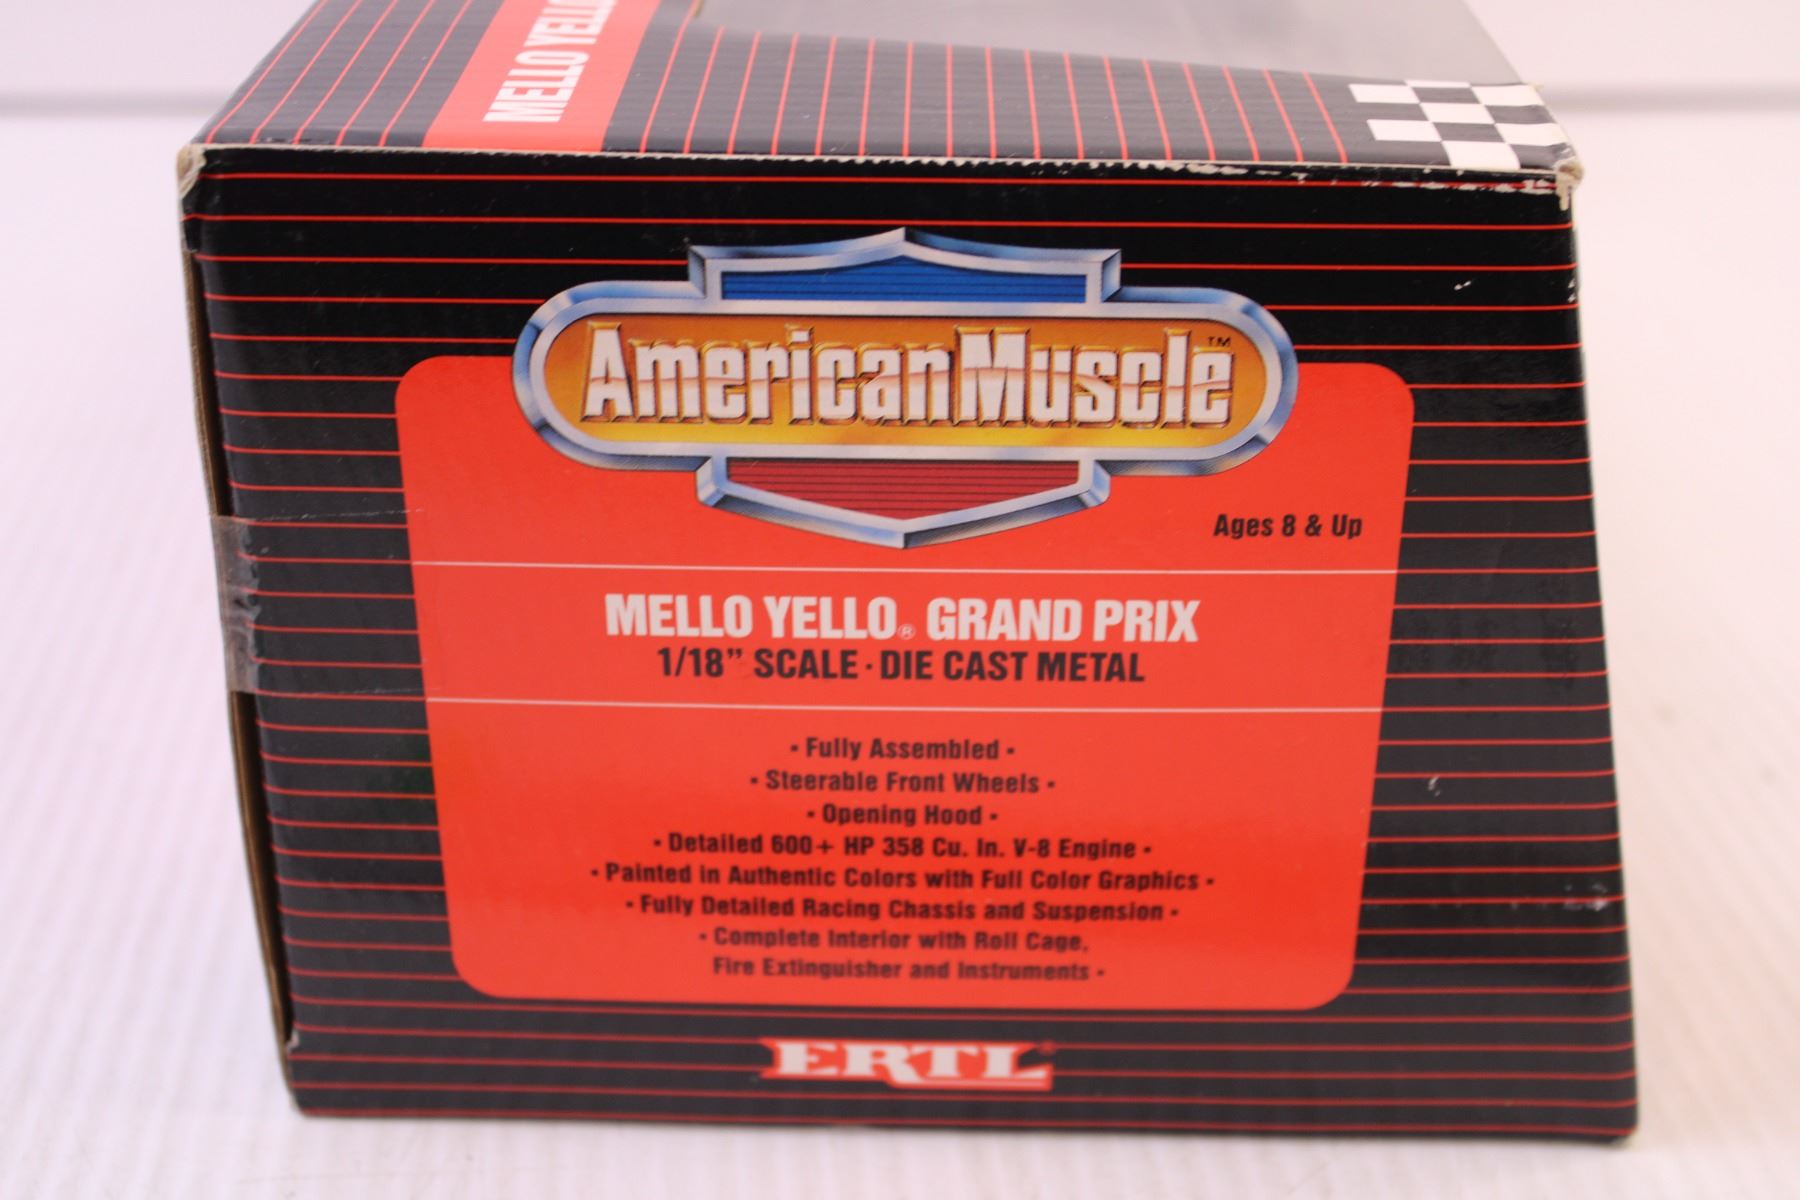 MELLO YELLO
AmericanMuscle™
Ages 8 & Up
MELLO YELLO® GRAND PRIX
1/18” SCALE · DIE CAST METAL
• Fully Assembled •
• Steerable Front Wheels •
• Opening Hood •
• Detailed 600+ HP 358 Cu. In. V-8 Engine •
• Painted in Authentic Colors with Full Color Graphics •
• Fully Detailed Racing Chassis and Suspension •
• Complete Interior with Roll Cage,
Fire Extinguisher and Instruments •
ERTL®